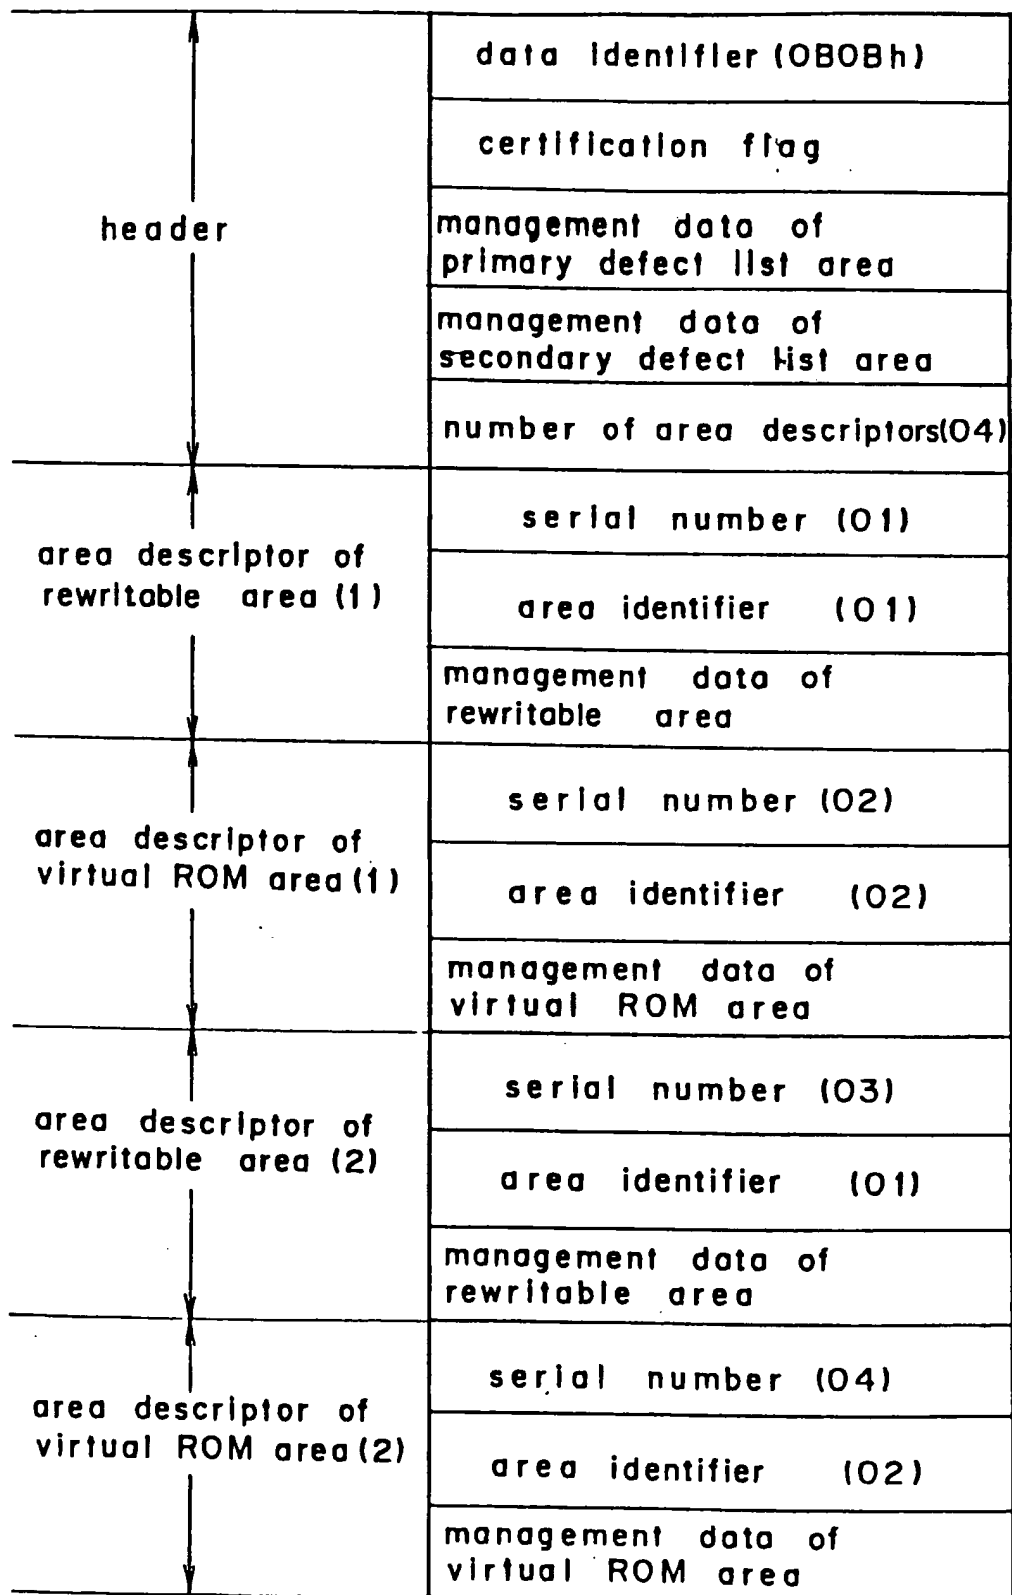 data identifier (0B0Bh)
certification flag
header
management data of
primary defect list area
management data of
secondary defect list area
number of area descriptors(04)
area descriptor of
rewritable area (1)
serial number (01)
area identifier (01)
management data of
rewritable area
area descriptor of
virtual ROM area (1)
serial number (02)
area identifier (02)
management data of
virtual ROM area
area descriptor of
rewritable area (2)
serial number (03)
area identifier (01)
management data of
rewritable area
area descriptor of
virtual ROM area (2)
serial number (04)
area identifier (02)
management data of
virtual ROM area